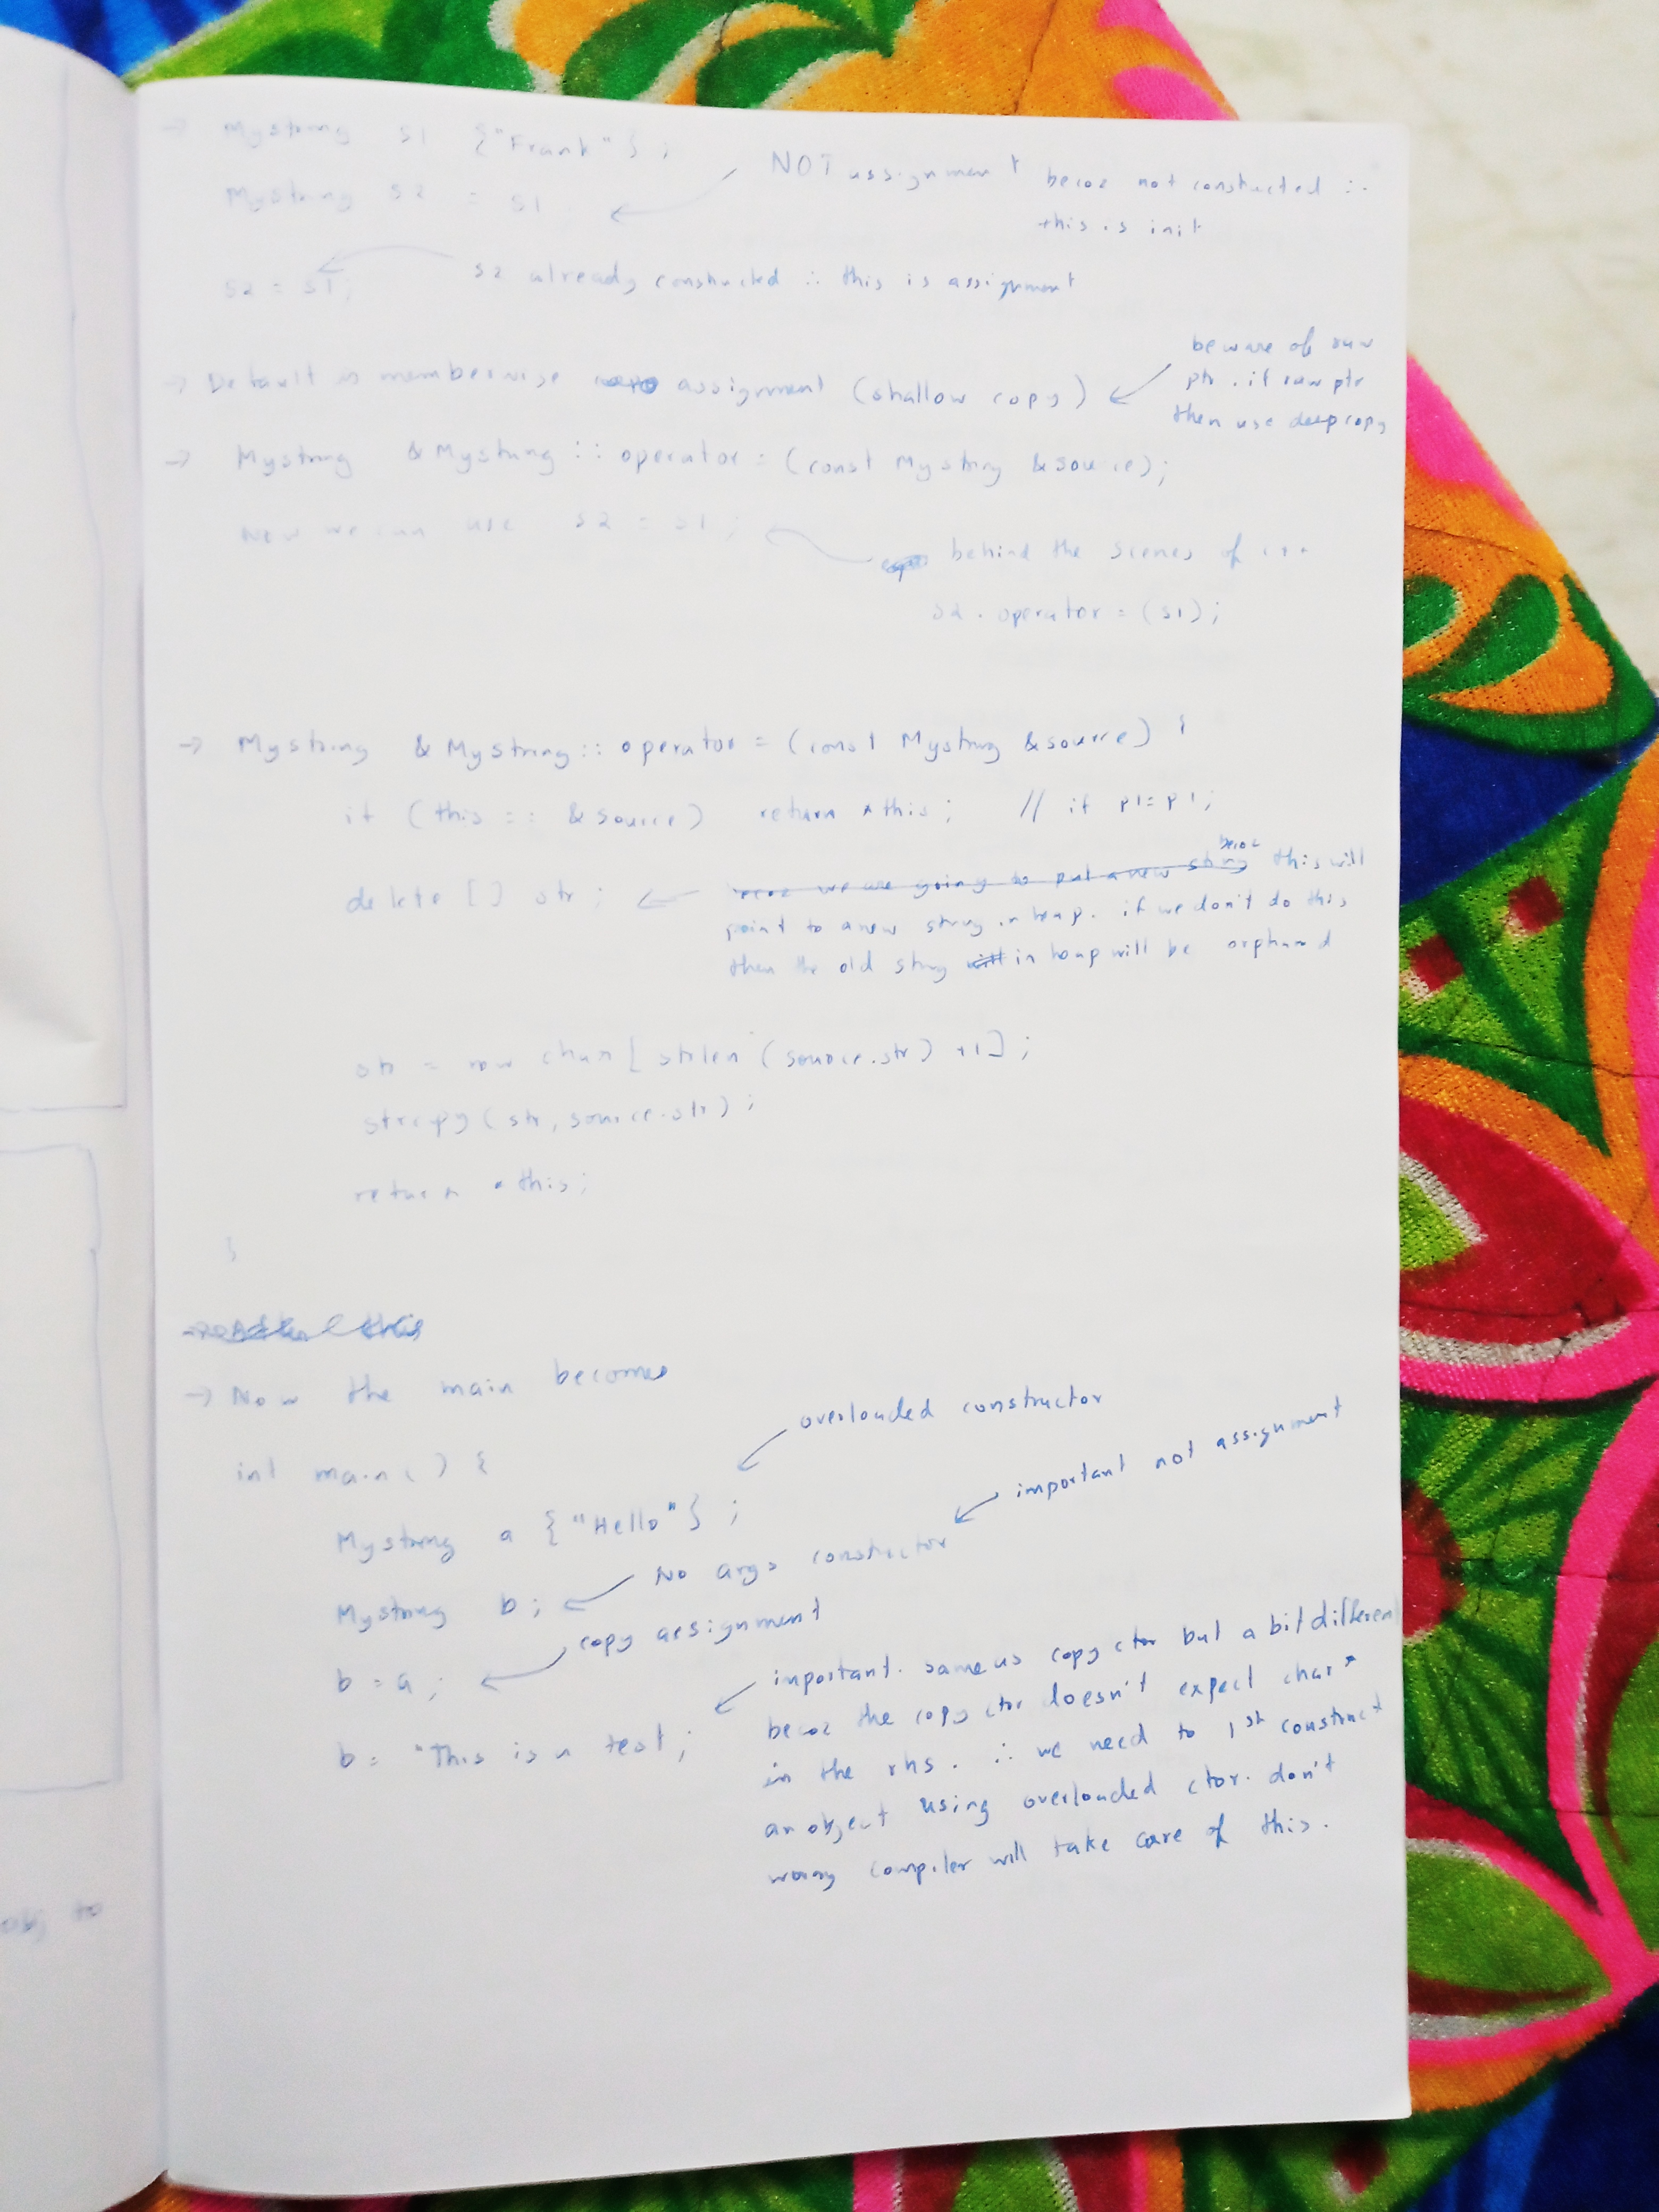 → Mystring s1 {"Frank"};
Mystring s2 = s1 NOT assignment becoz not constructed ∴
this is init
s2 = s1; s2 already constructed ∴ this is assignment
beware of raw
ptr. if raw ptr
then use deep copy
→ Default is memberwise assignment (shallow copy)
→ Mystring &Mystring::operator=(const Mystring &source);
Now we can use s2 = s1;
behind the scenes of c++
s2.operator=(s1);
→ Mystring &Mystring::operator=(const Mystring &source) {
if (this == &source) return *this; // if p1=p1;
delete [] str; becoz we are going to put a new string becoz this will
point to a new string in heap. if we don't do this
then the old string in heap will be orphaned
str = new char[strlen(source.str) +1];
strcpy(str, source.str);
return *this;
}
→ Now the main becomes
int main() {
overloaded constructor
Mystring a {"Hello"};
important not assignment
Mystring b; No args constructor
b = a; copy assignment
b = "This is a test; important. same as copy ctor but a bit different
becoz the copy ctor doesn't expect char *
in the rhs. ∴ we need to 1st construct
an object using overloaded ctor. don't
worry compiler will take care of this.
obj to